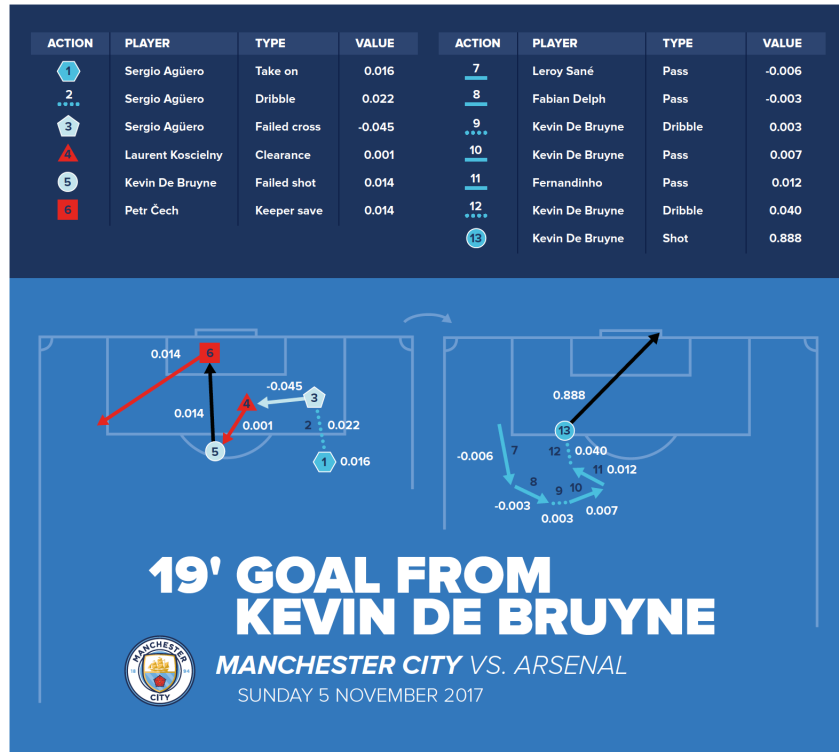 ACTION PLAYER TYPE VALUE
1 Sergio Agüero Take on 0.016
2 Sergio Agüero Dribble 0.022
3 Sergio Agüero Failed cross -0.045
4 Laurent Koscielny Clearance 0.001
5 Kevin De Bruyne Failed shot 0.014
6 Petr Čech Keeper save 0.014
ACTION PLAYER TYPE VALUE
7 Leroy Sané Pass -0.006
8 Fabian Delph Pass -0.003
9 Kevin De Bruyne Dribble 0.003
10 Kevin De Bruyne Pass 0.007
11 Fernandinho Pass 0.012
12 Kevin De Bruyne Dribble 0.040
13 Kevin De Bruyne Shot 0.888
0.014 6
-0.045 3
0.014 4
0.001 2 0.022
5 1 0.016
0.888
13
-0.006 7 12 0.040
11 0.012
8 9 10
-0.003 0.007
0.003
19' GOAL FROM
KEVIN DE BRUYNE
MANCHESTER CITY VS. ARSENAL
SUNDAY 5 NOVEMBER 2017
MANCHESTER
18 94
CITY